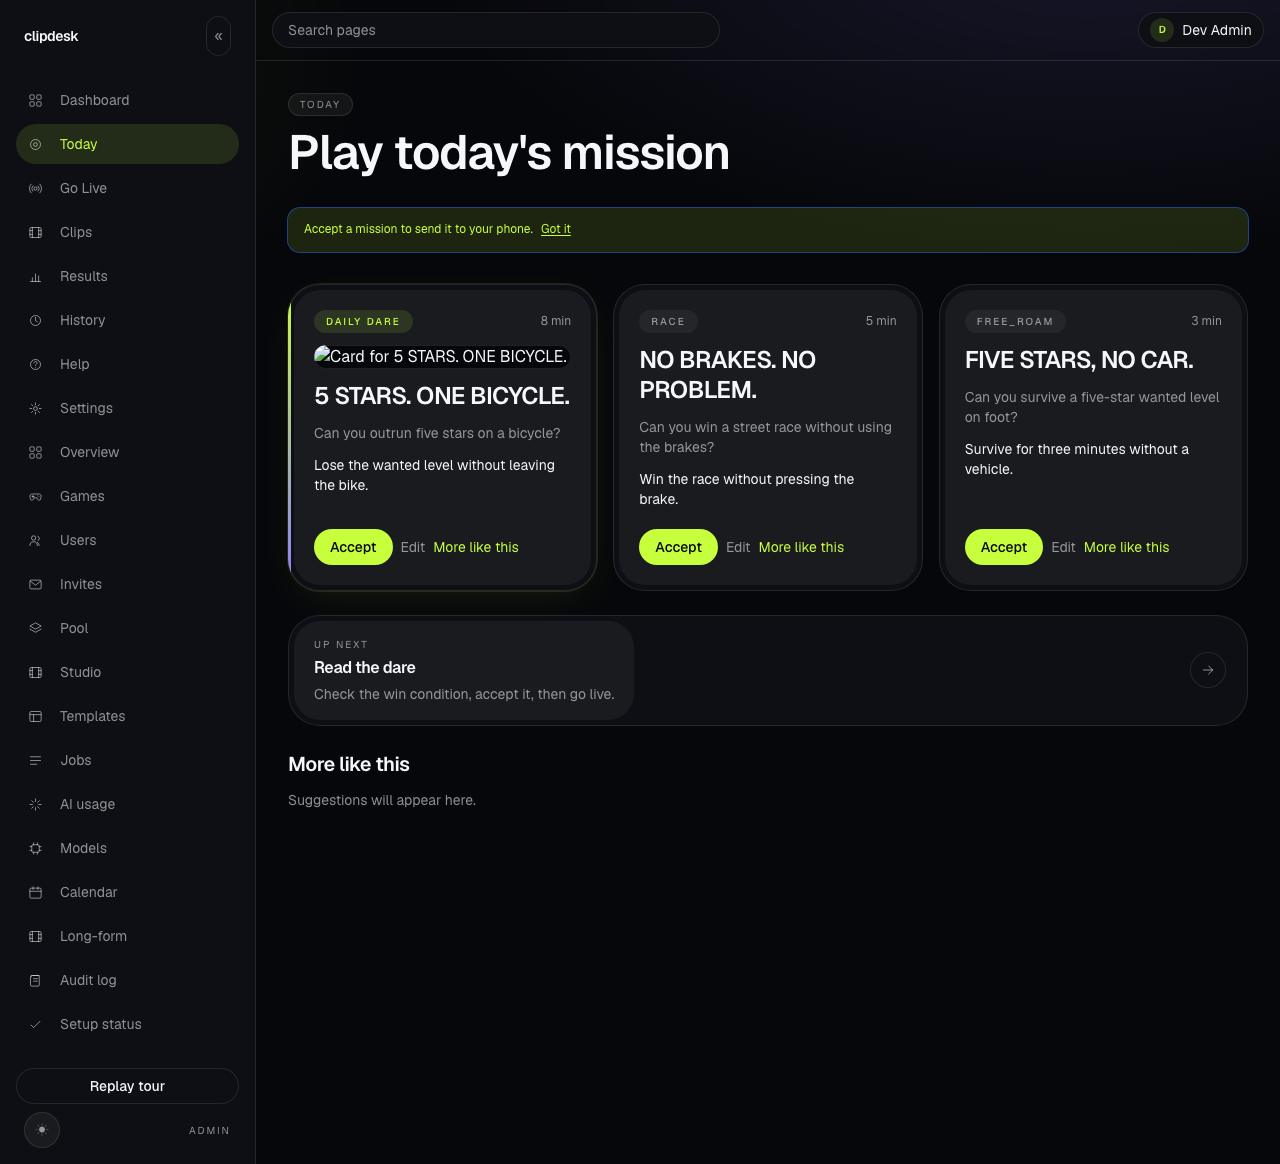 clipdesk
«
Search pages
D
Dev Admin
Dashboard
Today
Go Live
Clips
Results
History
Help
Settings
Overview
Games
Users
Invites
Pool
Studio
Templates
Jobs
AI usage
Models
Calendar
Long-form
Audit log
Setup status
Replay tour
ADMIN
TODAY
Play today's mission
Accept a mission to send it to your phone. Got it
DAILY DARE
8 min
Card for 5 STARS. ONE BICYCLE.
5 STARS. ONE BICYCLE.
Can you outrun five stars on a bicycle?
Lose the wanted level without leaving
the bike.
Accept Edit More like this
RACE
5 min
NO BRAKES. NO
PROBLEM.
Can you win a street race without using
the brakes?
Win the race without pressing the
brake.
Accept Edit More like this
FREE_ROAM
3 min
FIVE STARS, NO CAR.
Can you survive a five-star wanted level
on foot?
Survive for three minutes without a
vehicle.
Accept Edit More like this
UP NEXT
Read the dare
Check the win condition, accept it, then go live.
More like this
Suggestions will appear here.